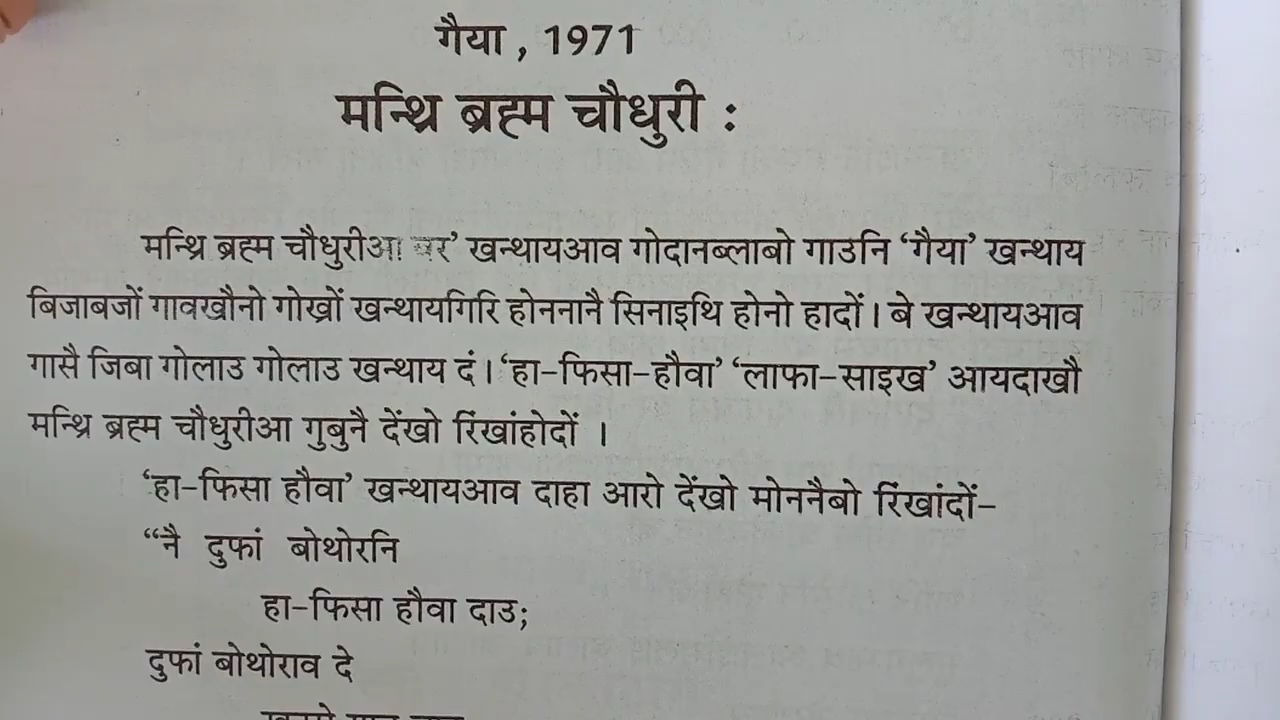 गैया , 1971
मन्थ्रि ब्रह्म चौधुरी :
मन्थ्रि ब्रह्म चौधुरीआ खन्थायआव गोदानब्लाबो गाउनि ‘गैया’ खन्थाय
बिजाबजों गावखौनो गोख्रों खन्थायगिरि होननानै सिनाइथि होनो हादों। बे खन्थायआव
गासै जिबा गोलाउ गोलाउ खन्थाय दं। ‘हा-फिसा-हौवा’ ‘लाफा-साइख’ आयदाखौ
मन्थ्रि ब्रह्म चौधुरीआ गुबुनै देंखो रिंखांहोदों ।
‘हा-फिसा हौवा’ खन्थायआव दाहा आरो देंखो मोननैबो रिंखांदों-
“नै दुफां बोथोरनि
हा-फिसा हौवा दाउ;
दुफां बोथोराव दे